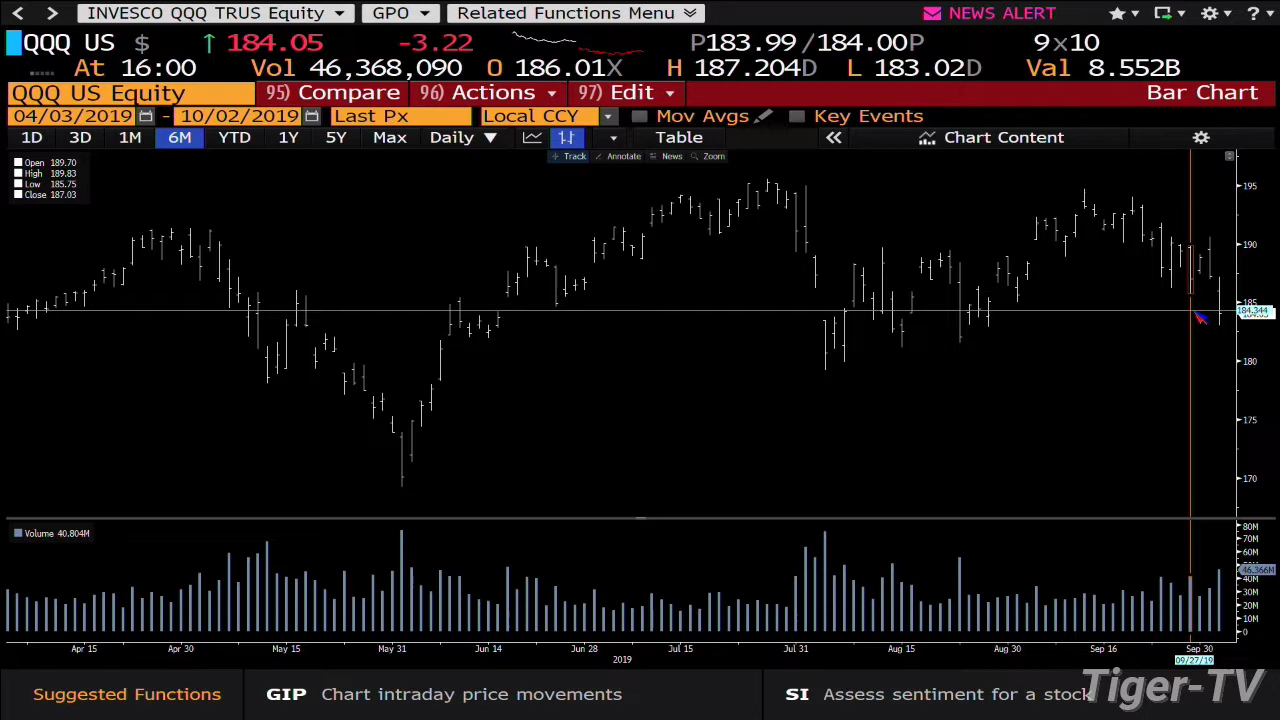 INVESCO QQQ TRUS Equity GPO Related Functions Menu NEWS ALERT ?
QQQ US $ ↑ 184.05 -3.22 P183.99 /184.00P 9x10
At 16:00 Vol 46,368,090 O 186.01X H 187.204D L 183.02D Val 8.552B
QQQ US Equity 95) Compare 96) Actions 97) Edit Bar Chart
04/03/2019 - 10/02/2019 Last Px Local CCY Mov Avgs Key Events
1D 3D 1M 6M YTD 1Y 5Y Max Daily ▼ Table « Chart Content
Track Annotate News Zoom
Open 189.70
High 189.83
Low 185.75
Close 187.03
195
190
185
184.344
180
175
170
Volume 40.804M
80M
70M
60M
46.366M
40M
30M
20M
10M
0
Apr 15 Apr 30 May 15 May 31 Jun 14 Jun 28 Jul 15 Jul 31 Aug 15 Aug 30 Sep 16 Sep 30
2019 09/27/19
Suggested Functions GIP Chart intraday price movements SI Assess sentiment for a stock
Tiger-TV